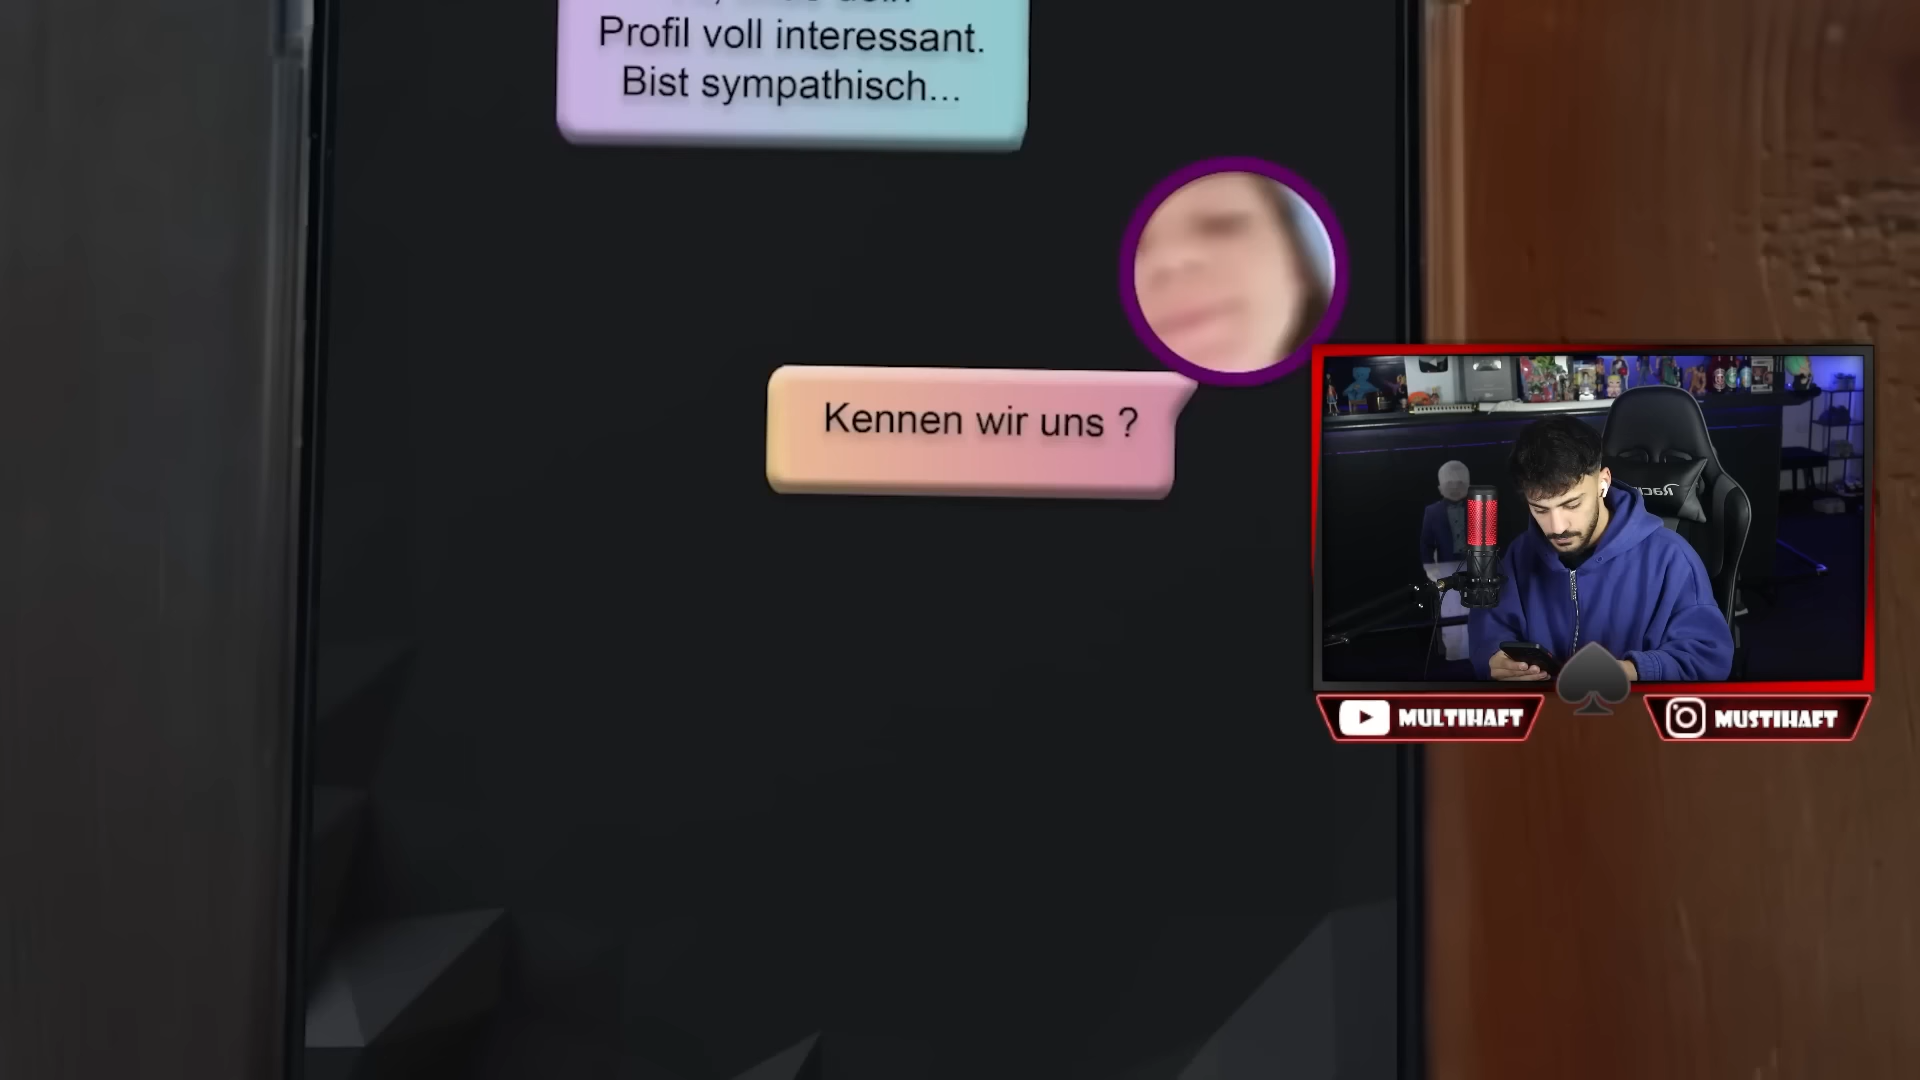 Profil voll interessant.
Bist sympathisch...
Kennen wir uns ?
MULTIHAFT
MUSTIHAFT